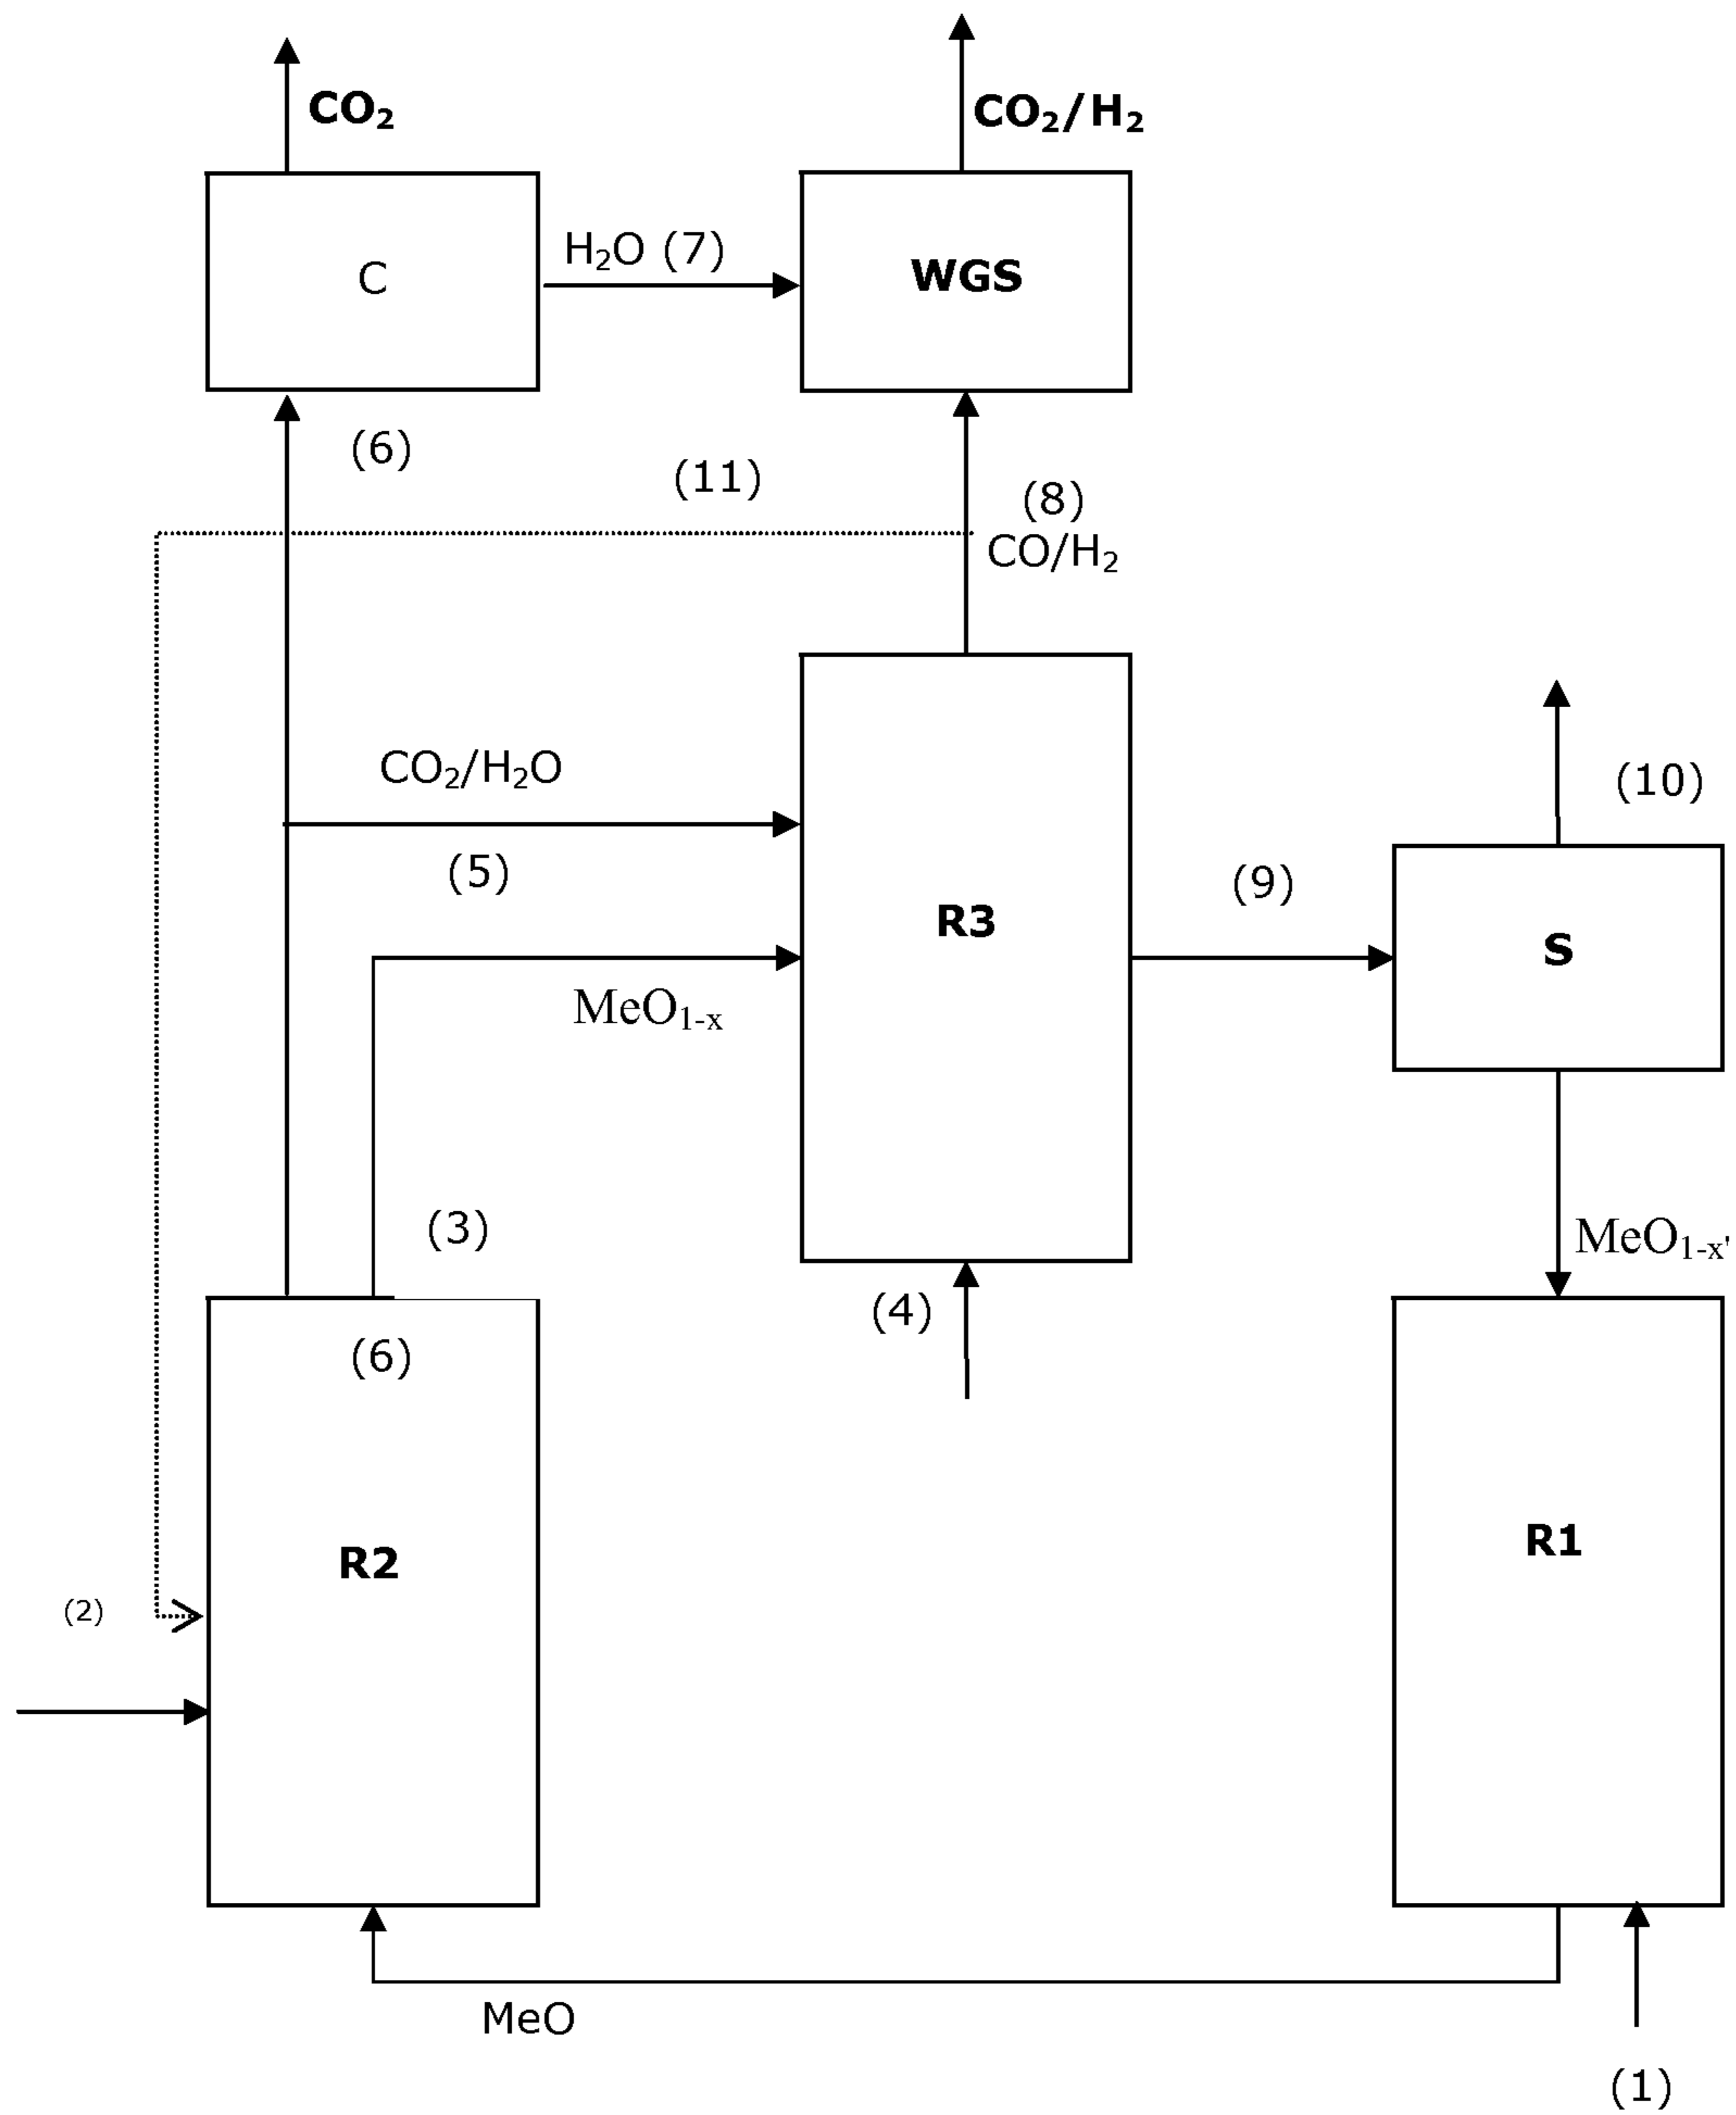 CO₂
CO₂/H₂
C
H₂O (7)
WGS
(6)
(11)
(8)
CO/H₂
CO₂/H₂O
(5)
(10)
(9)
R3
S
MeO₁₋ₓ
(3)
MeO₁₋ₓ'
(4)
(6)
R2
R1
(2)
MeO
(1)